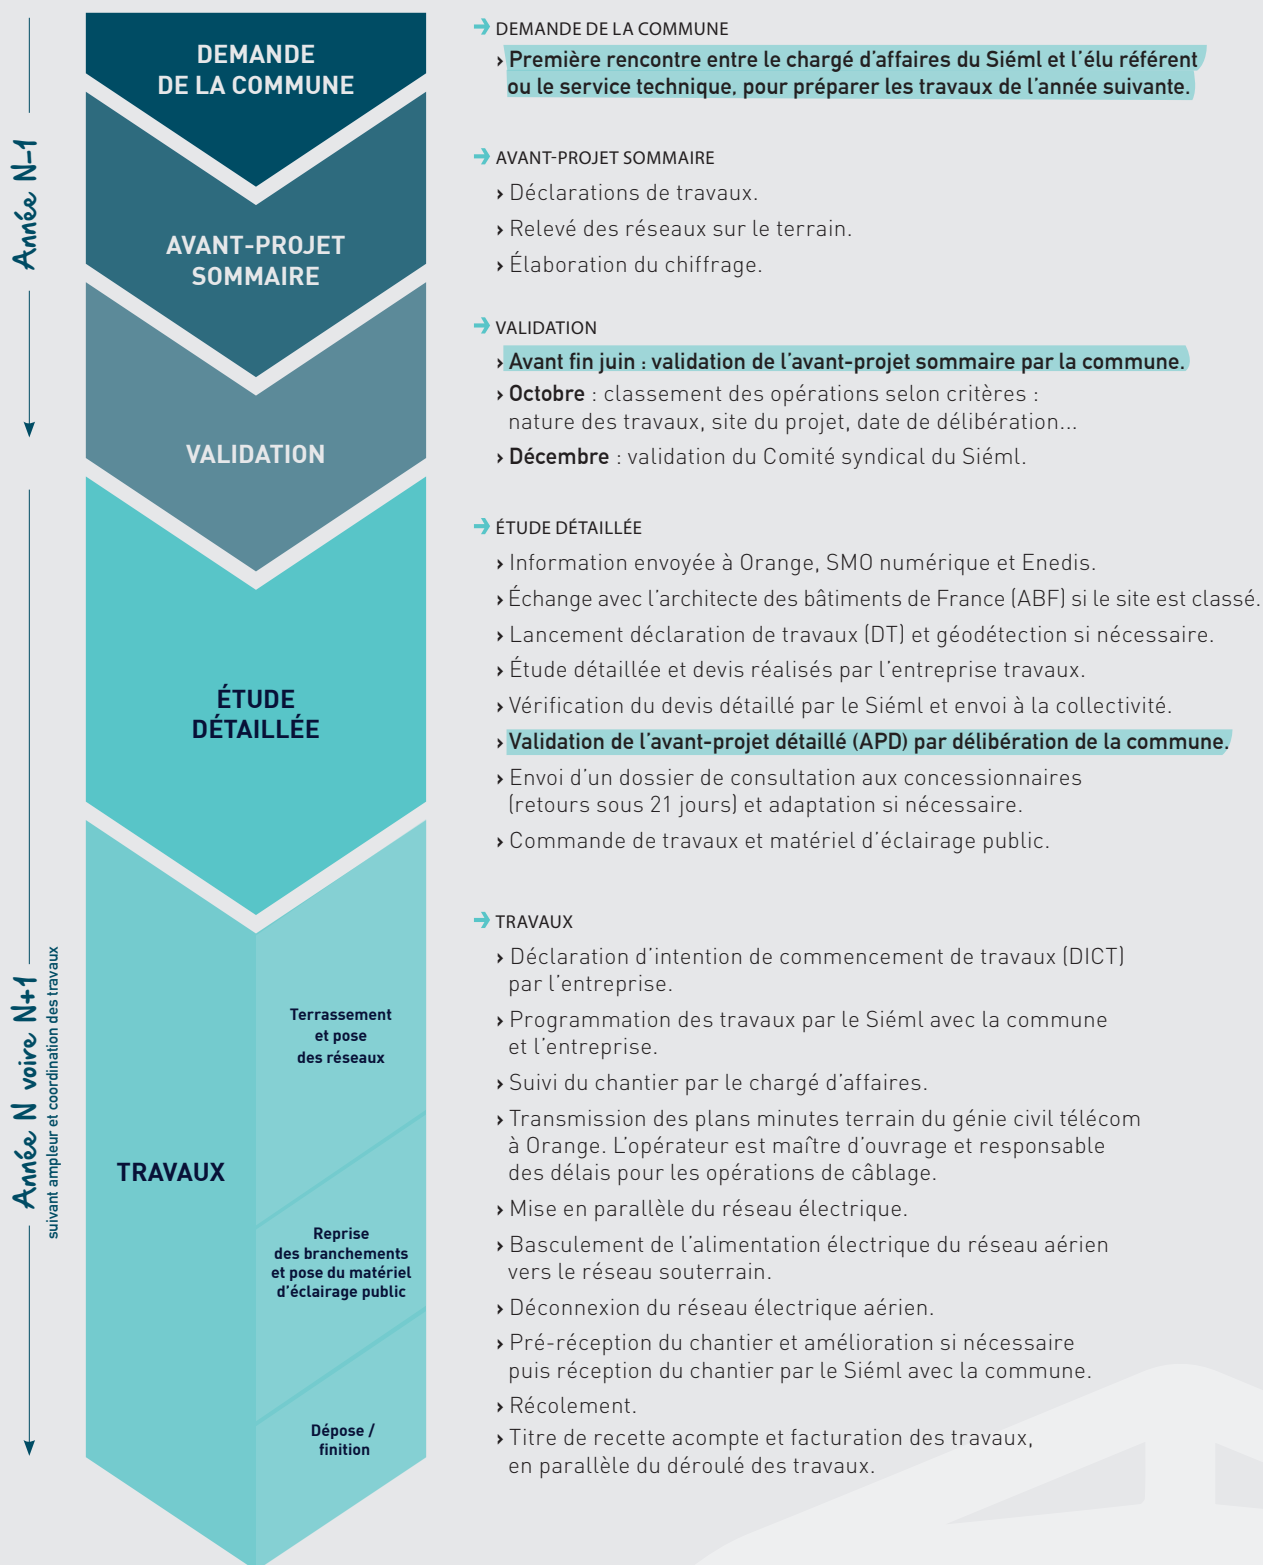 Année N-1
DEMANDE
DE LA COMMUNE
AVANT-PROJET
SOMMAIRE
VALIDATION
Année N voire N+1
suivant ampleur et coordination des travaux
ÉTUDE
DÉTAILLÉE
TRAVAUX
Terrassement
et pose
des réseaux
Reprise
des branchements
et pose du matériel
d'éclairage public
Dépose /
finition
→ DEMANDE DE LA COMMUNE
› Première rencontre entre le chargé d'affaires du Siéml et l'élu référent
ou le service technique, pour préparer les travaux de l'année suivante.
→ AVANT-PROJET SOMMAIRE
› Déclarations de travaux.
› Relevé des réseaux sur le terrain.
› Élaboration du chiffrage.
→ VALIDATION
› Avant fin juin : validation de l'avant-projet sommaire par la commune.
› Octobre : classement des opérations selon critères :
nature des travaux, site du projet, date de délibération...
› Décembre : validation du Comité syndical du Siéml.
→ ÉTUDE DÉTAILLÉE
› Information envoyée à Orange, SMO numérique et Enedis.
› Échange avec l'architecte des bâtiments de France (ABF) si le site est classé.
› Lancement déclaration de travaux (DT) et géodétection si nécessaire.
› Étude détaillée et devis réalisés par l'entreprise travaux.
› Vérification du devis détaillé par le Siéml et envoi à la collectivité.
› Validation de l'avant-projet détaillé (APD) par délibération de la commune.
› Envoi d'un dossier de consultation aux concessionnaires
(retours sous 21 jours) et adaptation si nécessaire.
› Commande de travaux et matériel d'éclairage public.
→ TRAVAUX
› Déclaration d'intention de commencement de travaux (DICT)
par l'entreprise.
› Programmation des travaux par le Siéml avec la commune
et l'entreprise.
› Suivi du chantier par le chargé d'affaires.
› Transmission des plans minutes terrain du génie civil télécom
à Orange. L'opérateur est maître d'ouvrage et responsable
des délais pour les opérations de câblage.
› Mise en parallèle du réseau électrique.
› Basculement de l'alimentation électrique du réseau aérien
vers le réseau souterrain.
› Déconnexion du réseau électrique aérien.
› Pré-réception du chantier et amélioration si nécessaire
puis réception du chantier par le Siéml avec la commune.
› Récolement.
› Titre de recette acompte et facturation des travaux,
en parallèle du déroulé des travaux.